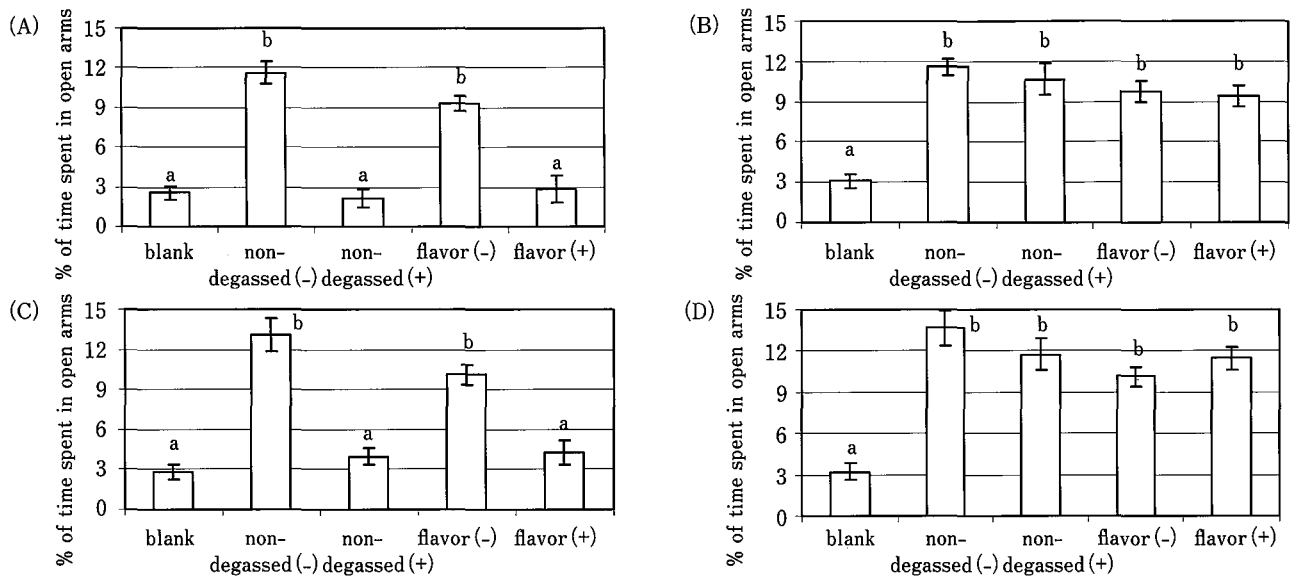 (A)
% of time spent in open arms
15
12
9
6
3
0
a
b
a
b
a
blank
non-
non-
flavor (-)
flavor (+)
degassed (-) degassed (+)
(B)
% of time spent in open arms
15
12
9
6
3
0
a
b
b
b
b
blank
non-
non-
flavor (-)
flavor (+)
degassed (-) degassed (+)
(C)
% of time spent in open arms
15
12
9
6
3
0
a
b
a
b
a
blank
non-
non-
flavor (-)
flavor (+)
degassed (-) degassed (+)
(D)
% of time spent in open arms
15
12
9
6
3
0
a
b
b
b
b
blank
non-
non-
flavor (-)
flavor (+)
degassed (-) degassed (+)